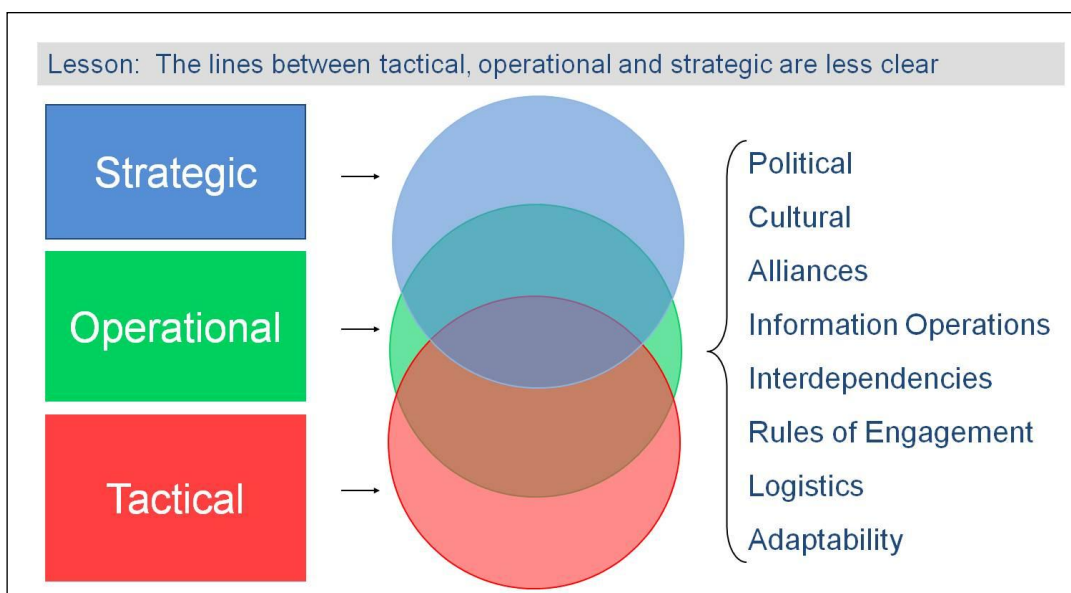 Lesson:  The lines between tactical, operational and strategic are less clear
Strategic
Operational
Tactical
Political
Cultural
Alliances
Information Operations
Interdependencies
Rules of Engagement
Logistics
Adaptability